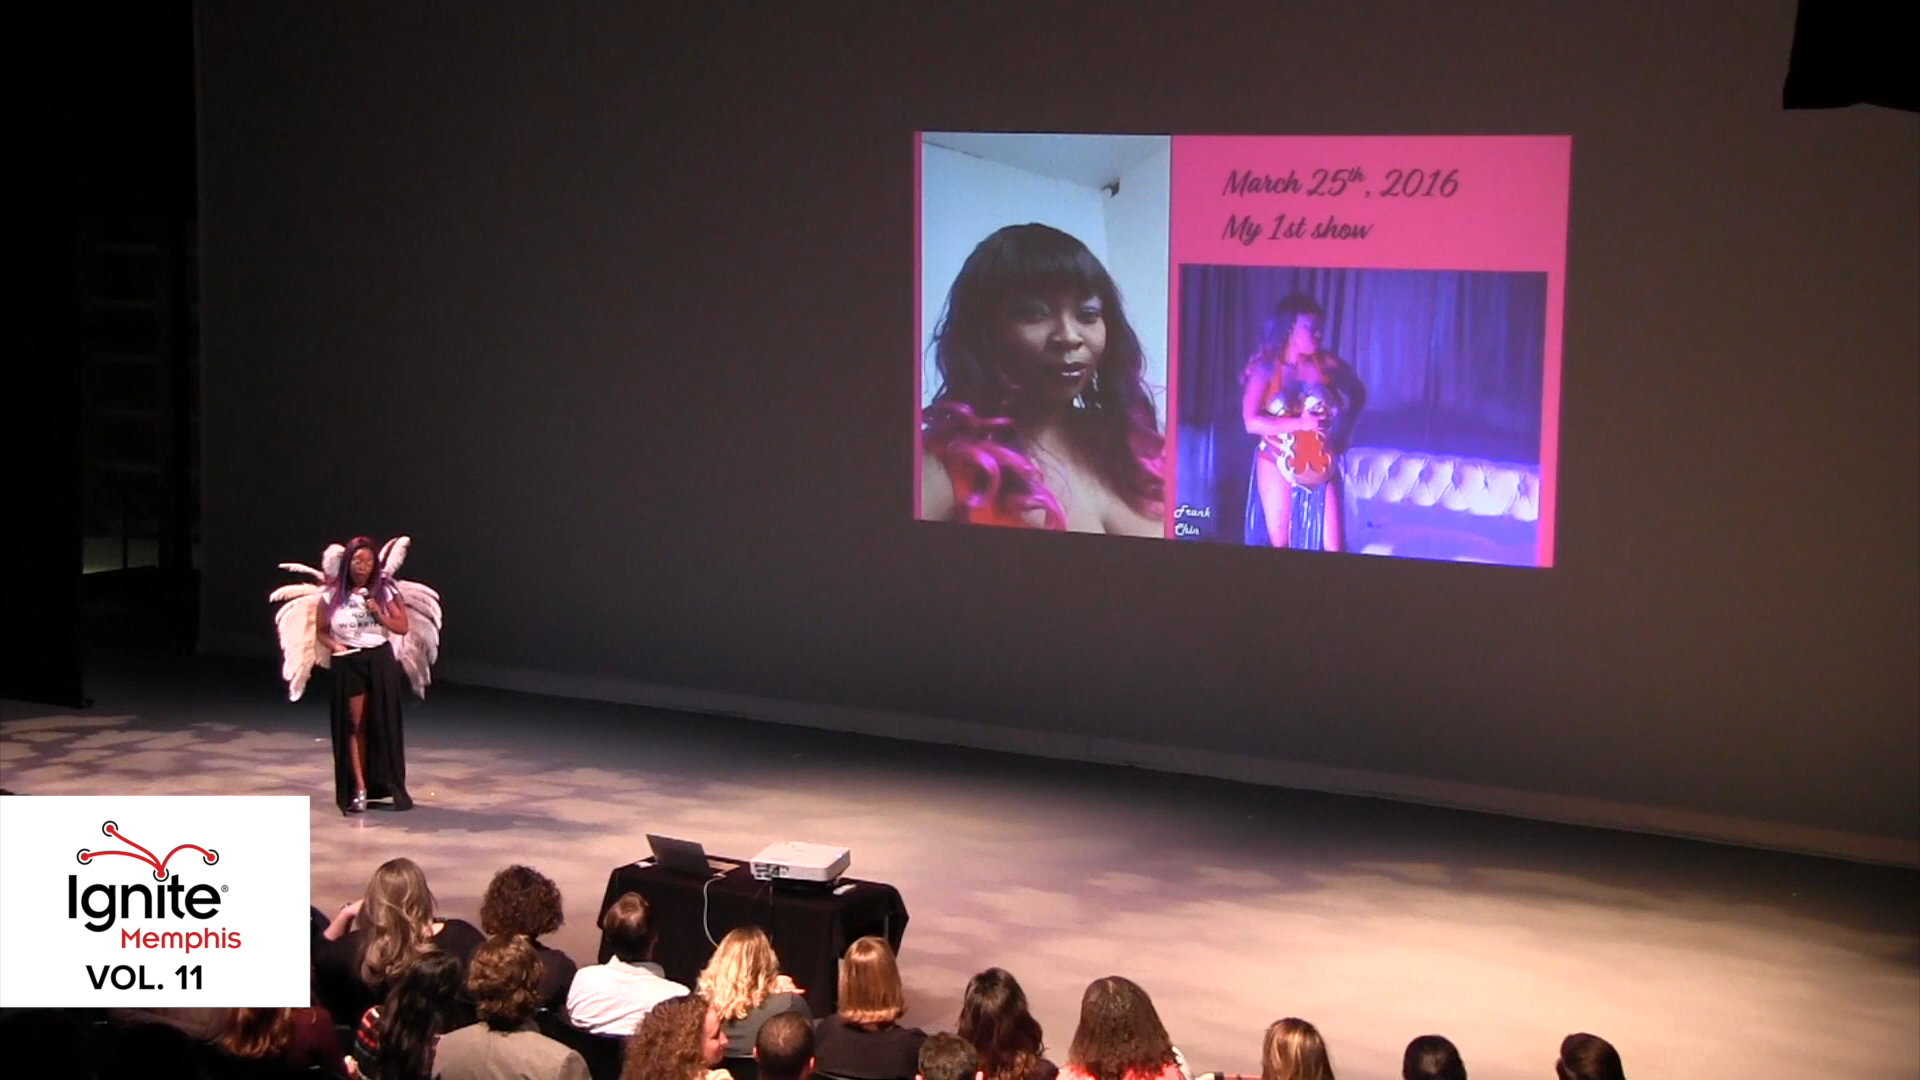 March 25th, 2016
My 1st show
Frank
Chin
Ignite®
Memphis
VOL. 11